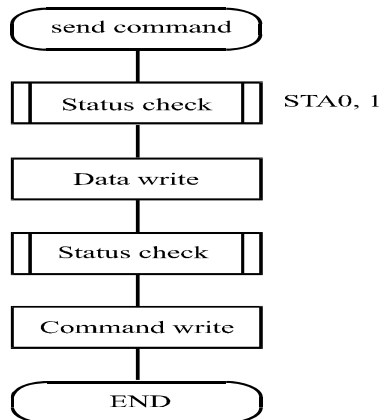 send command
Status check
STA0, 1
Data write
Status check
Command write
END